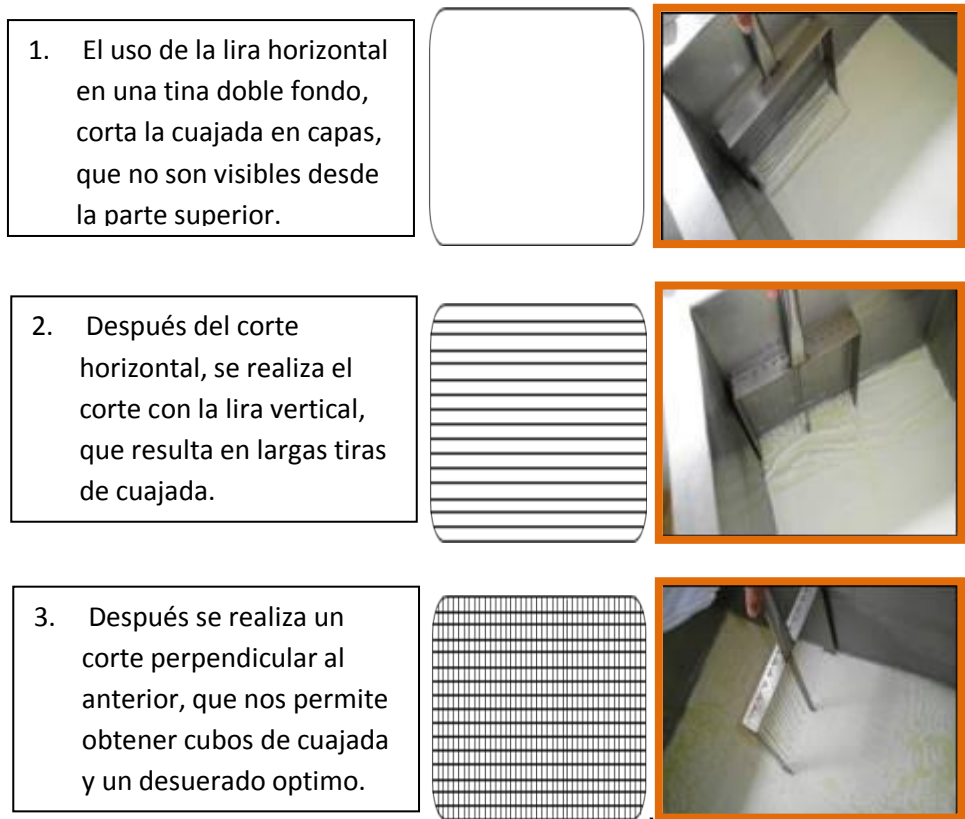 1. El uso de la lira horizontal
en una tina doble fondo,
corta la cuajada en capas,
que no son visibles desde
la parte superior.
2. Después del corte
horizontal, se realiza el
corte con la lira vertical,
que resulta en largas tiras
de cuajada.
3. Después se realiza un
corte perpendicular al
anterior, que nos permite
obtener cubos de cuajada
y un desuerado optimo.